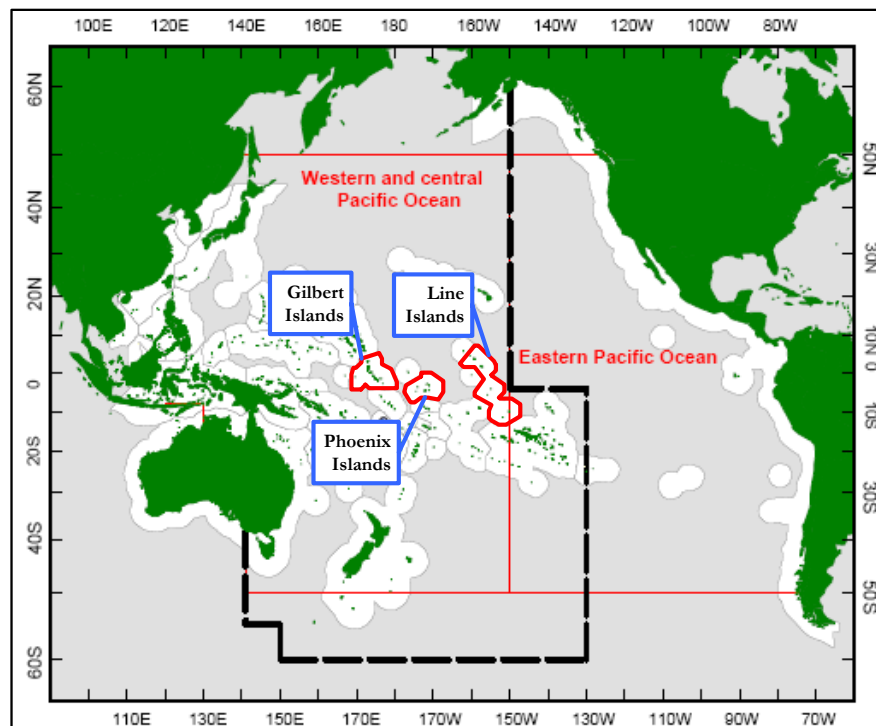 100E 120E 140E 160E 180 160W 140W 120W 100W 80W
60N
50N
Western and central
Pacific Ocean
40N
30N
Gilbert
Islands
Line
Islands
20N
10N
Eastern Pacific Ocean
0
0
10S
Phoenix
Islands
20S
30S
40S
50S
60S
110E 130E 150E 170E 170W 150W 130W 110W 90W 70W